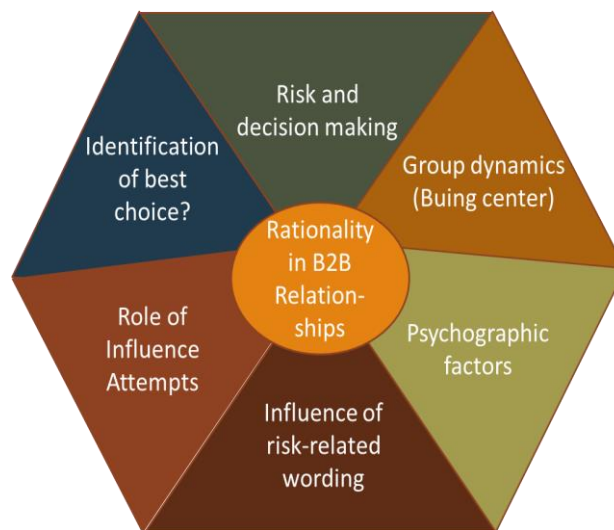 Risk and
decision making
Group dynamics
(Buing center)
Psychographic
factors
Influence of
risk-related
wording
Role of
Influence
Attempts
Identification
of best
choice?
Rationality
in B2B
Relation-
ships